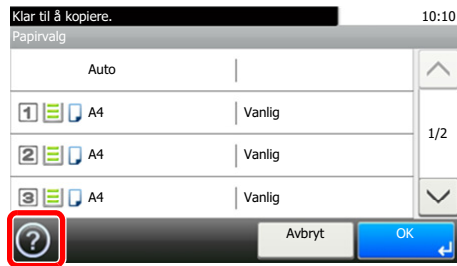 Klar til å kopiere. 10:10
Papirvalg
Auto
1 A4 Vanlig
1/2
2 A4 Vanlig
3 A4 Vanlig
? Avbryt OK